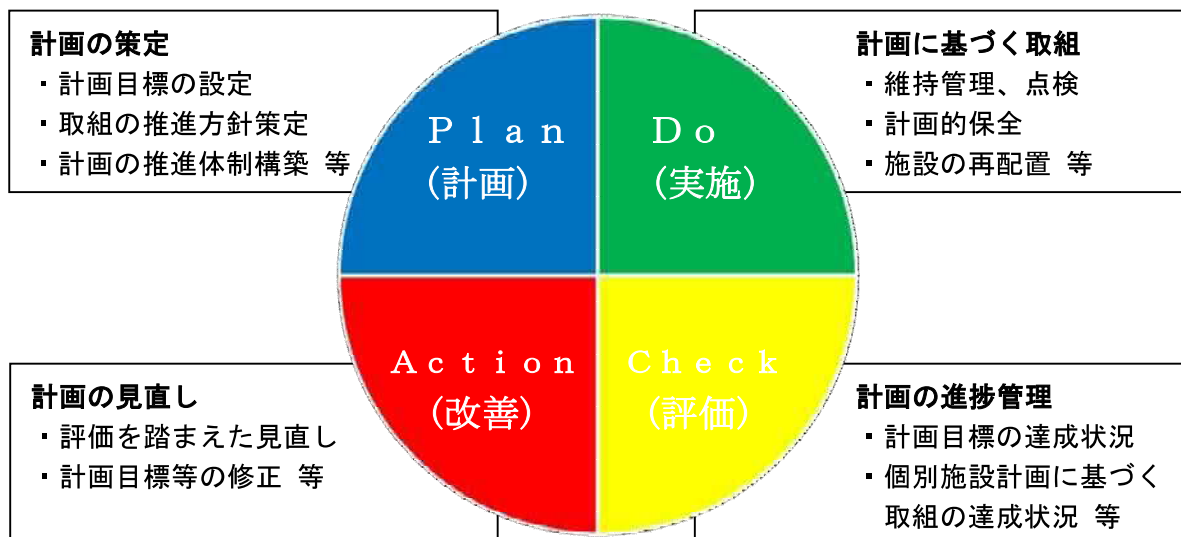 計画の策定
・計画目標の設定
・取組の推進方針策定
・計画の推進体制構築 等
Ｐｌａｎ
(計画)
Ｄｏ
(実施)
計画に基づく取組
・維持管理、点検
・計画的保全
・施設の再配置 等
計画の見直し
・評価を踏まえた見直し
・計画目標等の修正 等
Ａｃｔｉｏｎ
(改善)
Ｃｈｅｃｋ
(評価)
計画の進捗管理
・計画目標の達成状況
・個別施設計画に基づく
取組の達成状況 等